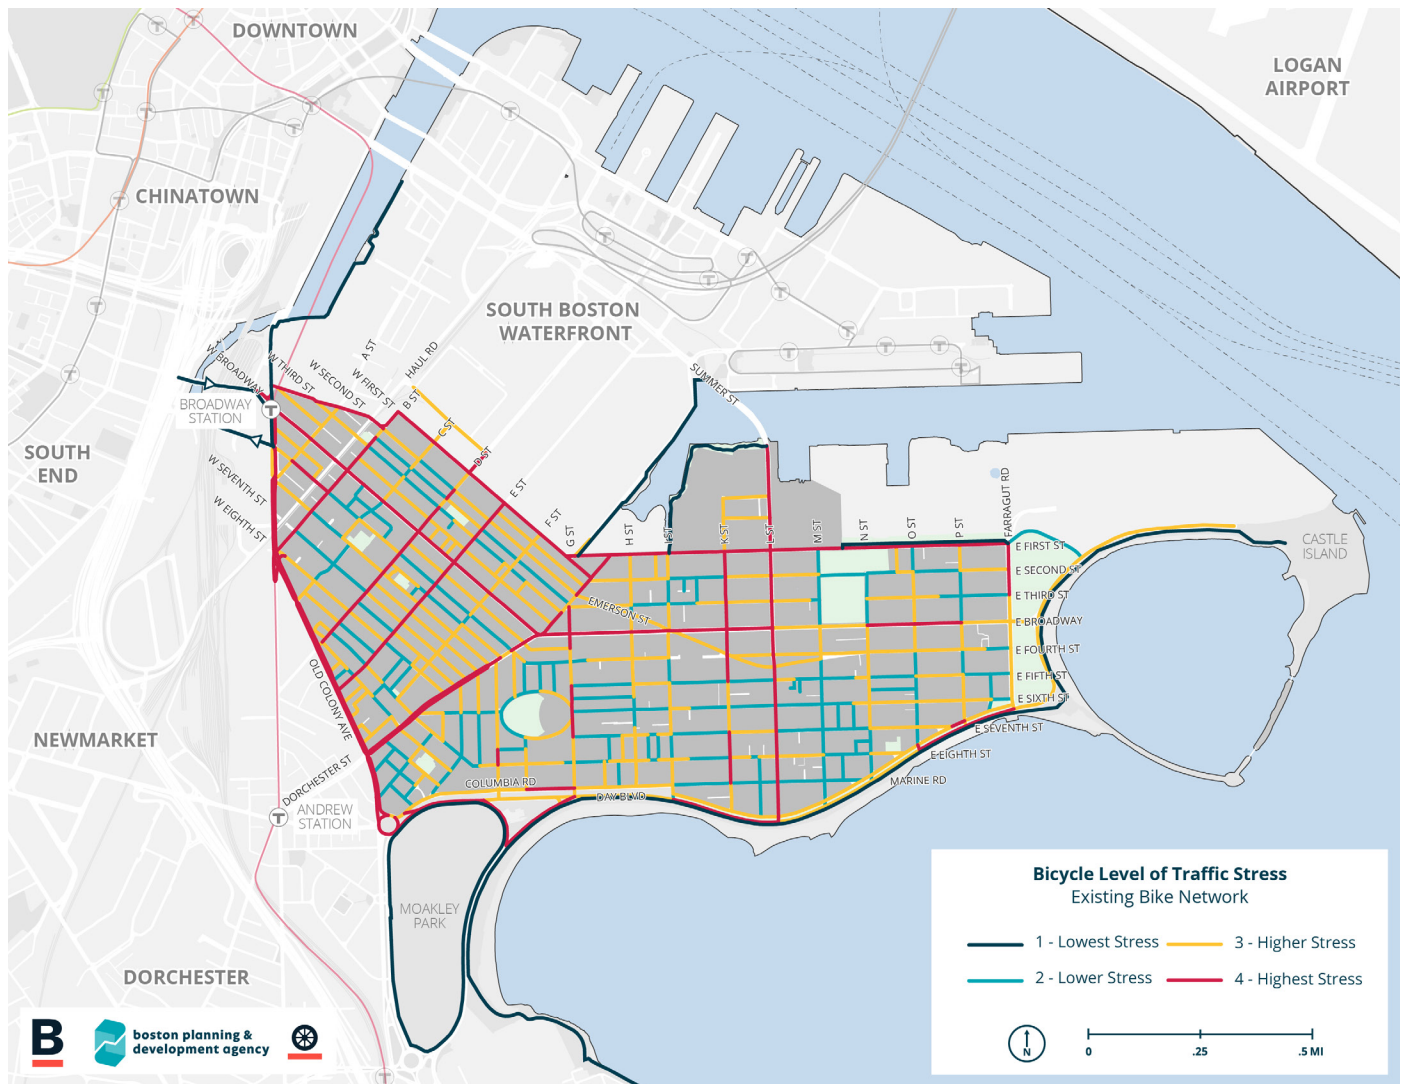 DOWNTOWN
LOGAN
AIRPORT
CHINATOWN
SOUTH BOSTON
WATERFRONT
A ST
HAUL RD
W BROADWAY
W THIRD ST
W SECOND ST
W FIRST ST
B ST
SUMMER ST
BROADWAY
STATION
T
C ST
D ST
SOUTH
END
W SEVENTH ST
W EIGHTH ST
E ST
F ST
G ST
H ST
I ST
K ST
L ST
M ST
N ST
O ST
P ST
FARRAGUT RD
E FIRST ST
CASTLE
ISLAND
E SECOND ST
E THIRD ST
EMERSON ST
E BROADWAY
E FOURTH ST
E FIFTH ST
E SIXTH ST
OLD COLONY AVE
E SEVENTH ST
NEWMARKET
E EIGHTH ST
DORCHESTER ST
COLUMBIA RD
MARINE RD
DAY BLVD
ANDREW
STATION
T
MOAKLEY
PARK
DORCHESTER
Bicycle Level of Traffic Stress
Existing Bike Network
1 - Lowest Stress
3 - Higher Stress
2 - Lower Stress
4 - Highest Stress
N
0
.25
.5 MI
B
boston planning &
development agency